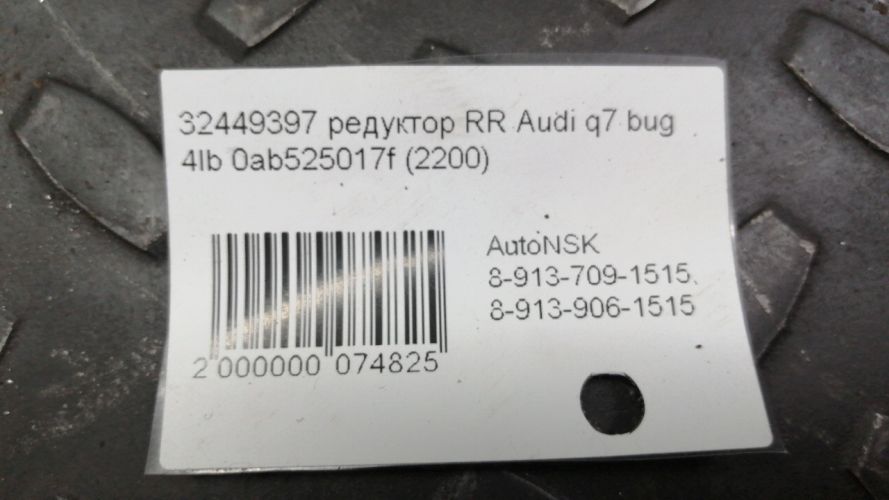 32449397 редуктор RR Audi q7 bug
4lb 0ab525017f (2200)
AutoNSK
8-913-709-1515,
8-913-906-1515
2 000000 074825